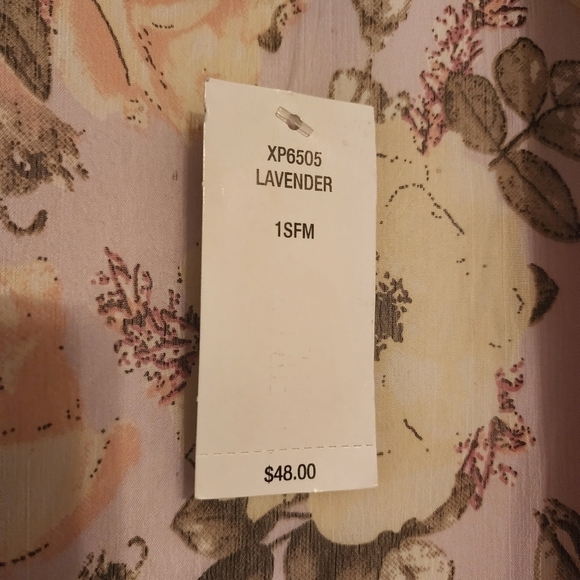 XP6505
LAVENDER
1SFM
$48.00